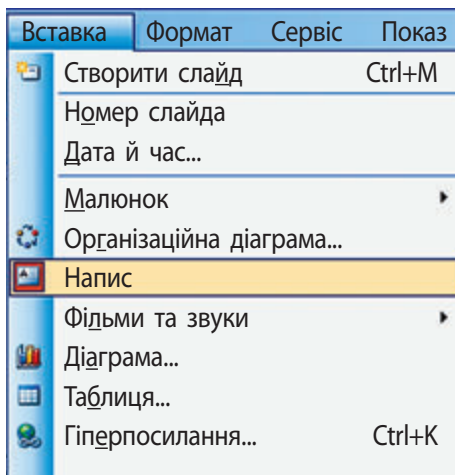 Вставка Формат Сервіс Показ
Створити слайд Ctrl+M
Номер слайда
Дата й час...
Малюнок
Організаційна діаграма...
Напис
Фільми та звуки
Діаграма...
Таблиця...
Гіперпосилання... Ctrl+K